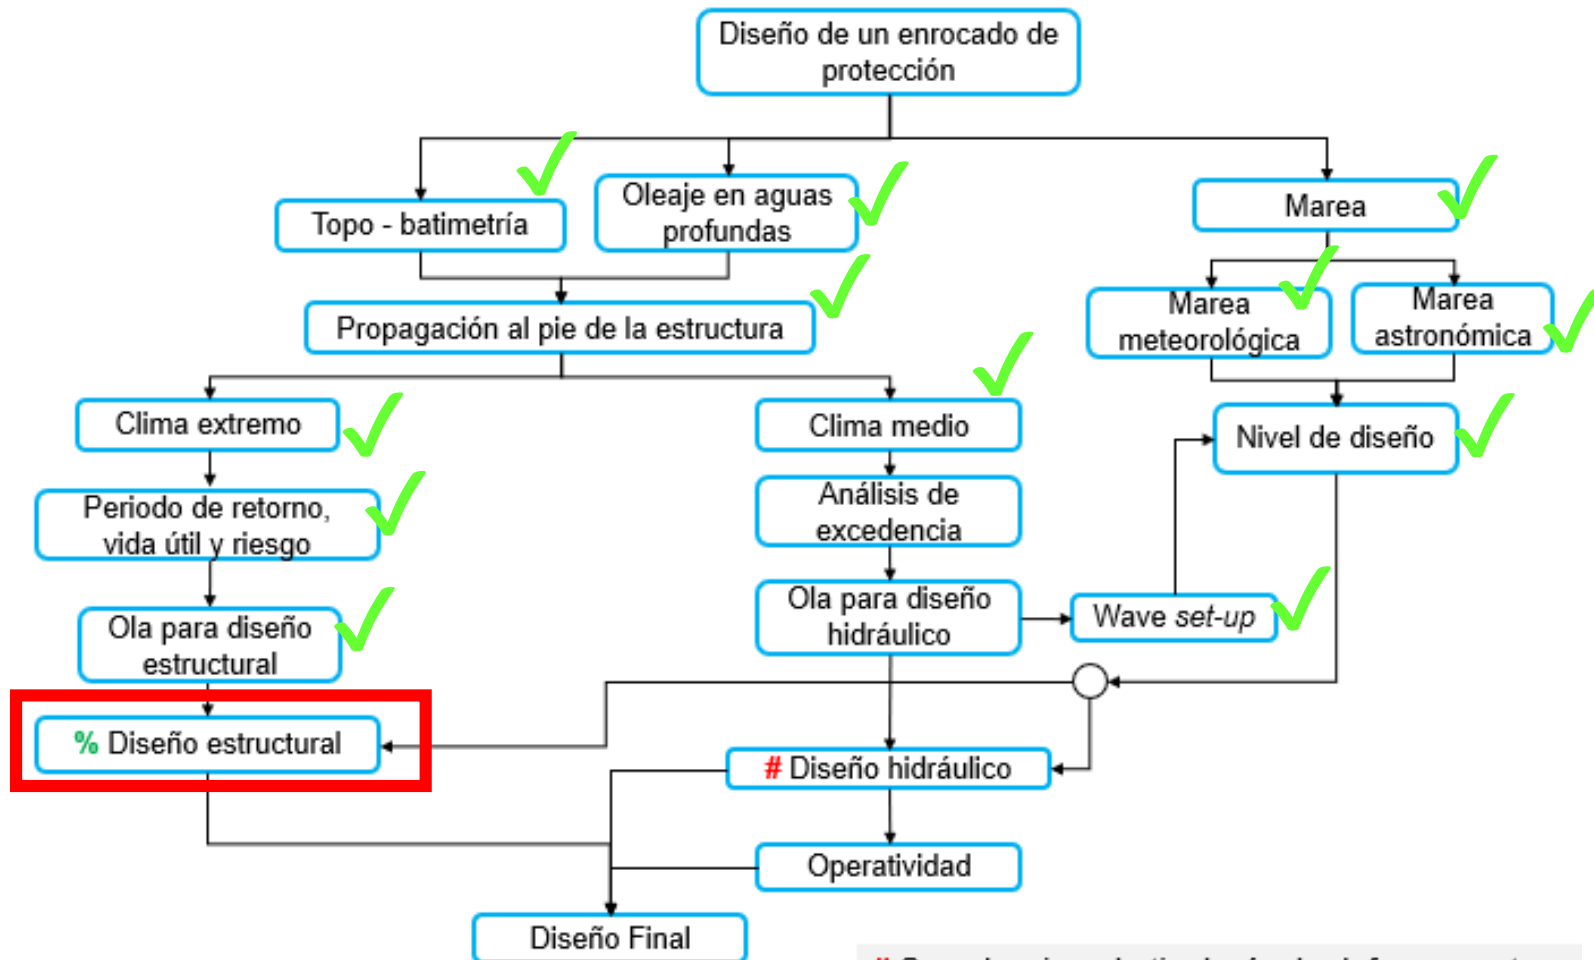 Diseño de un enrocado de
protección
Topo - batimetría
Oleaje en aguas
profundas
Marea
Propagación al pie de la estructura
Marea
meteorológica
Marea
astronómica
Clima extremo
Clima medio
Nivel de diseño
Periodo de retorno,
vida útil y riesgo
Análisis de
excedencia
Ola para diseño
estructural
Ola para diseño
hidráulico
Wave set-up
% Diseño estructural
# Diseño hidráulico
Operatividad
Diseño Final
#